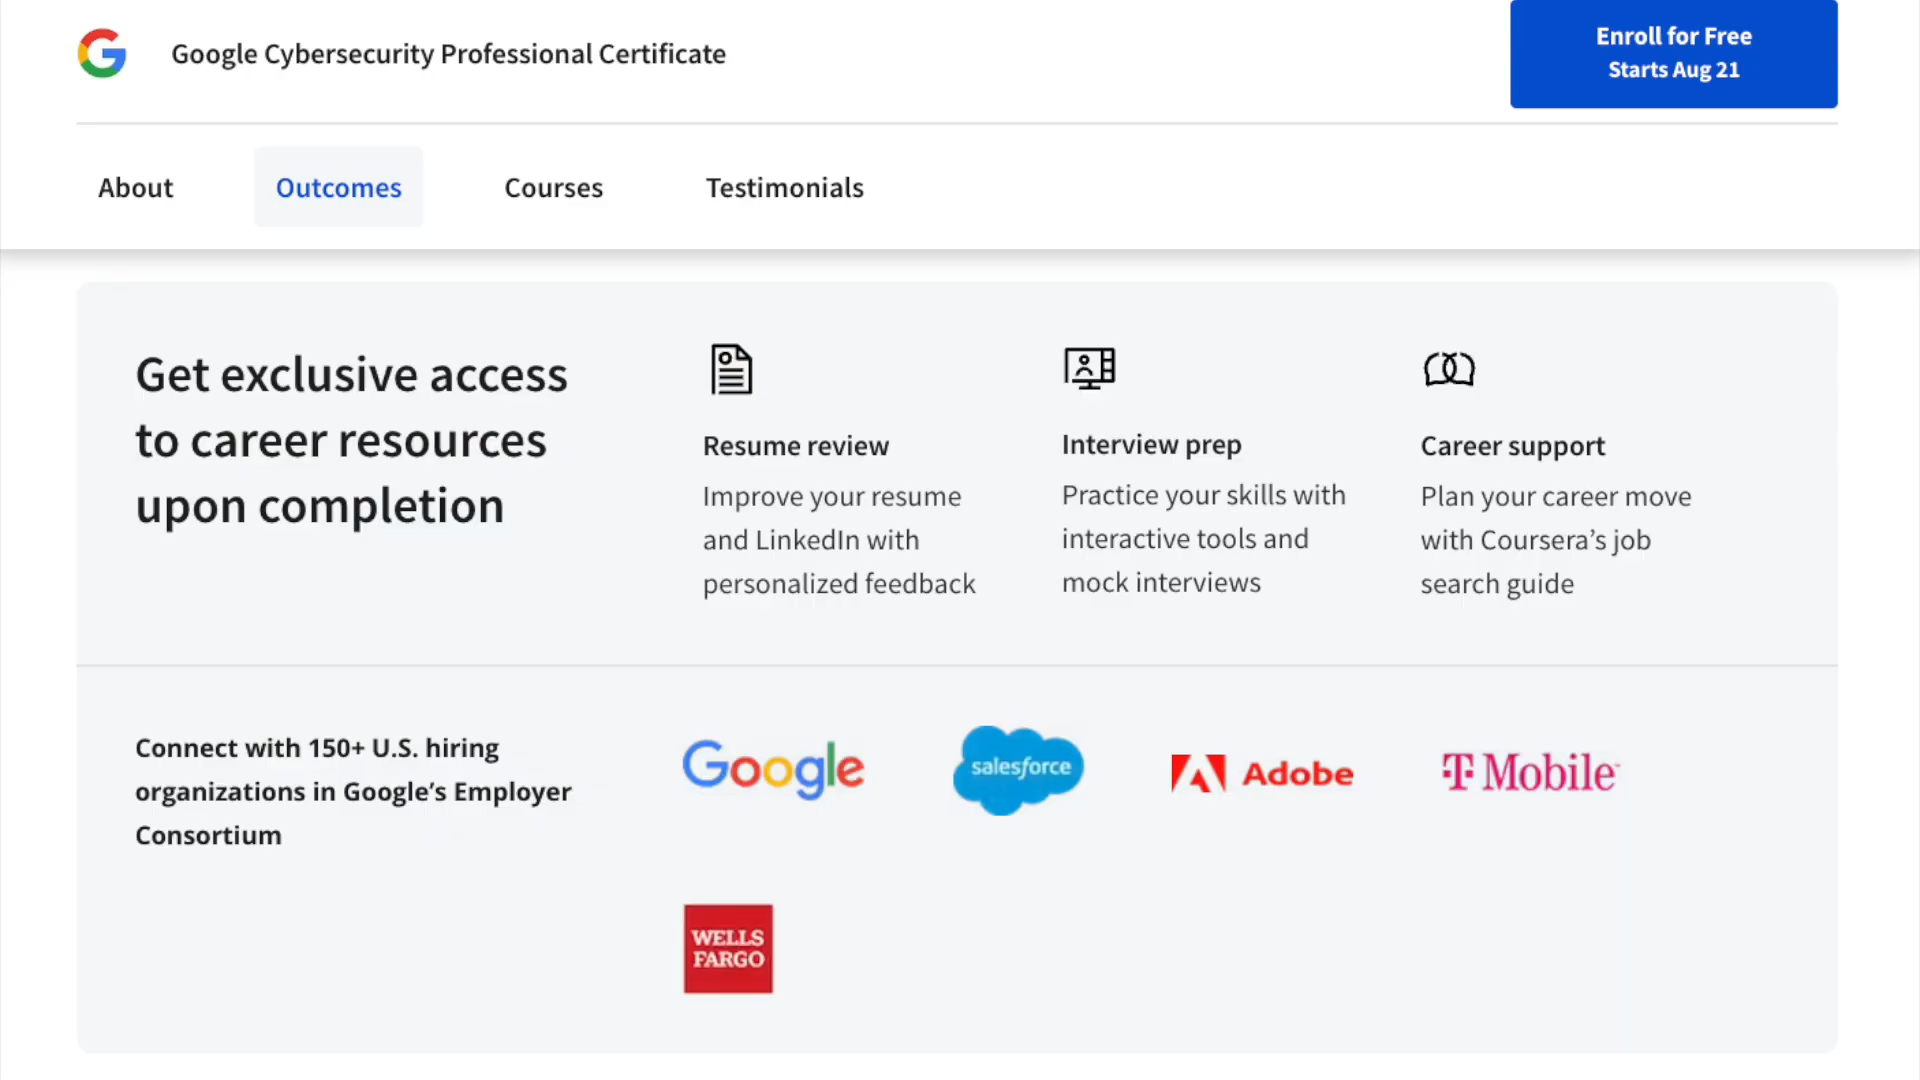 Google Cybersecurity Professional Certificate
Enroll for Free
Starts Aug 21
About
Outcomes
Courses
Testimonials
Get exclusive access
to career resources
upon completion
Resume review
Improve your resume
and LinkedIn with
personalized feedback
Interview prep
Practice your skills with
interactive tools and
mock interviews
Career support
Plan your career move
with Coursera’s job
search guide
Connect with 150+ U.S. hiring
organizations in Google’s Employer
Consortium
Google
salesforce
Adobe
T Mobile
WELLS
FARGO